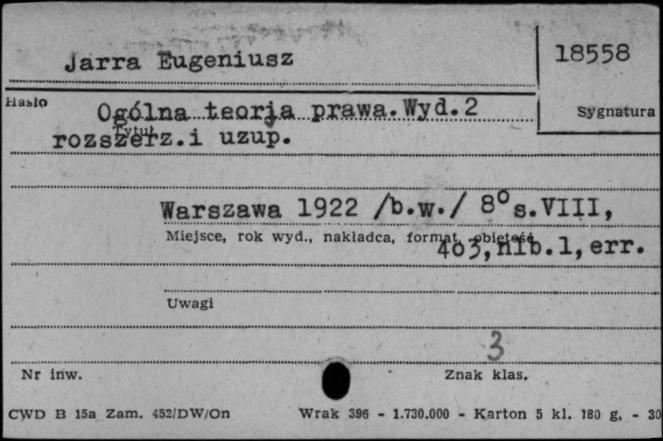 Jarra Eugeniusz
18558
Hasło
Ogólna teorja prawa. Wyd. 2
Sygnatura
Tytuł
rozszerz. i uzup.
Warszawa 1922 /b.w./ 8° s. VIII,
Miejsce, rok wyd., nakładca, format, objętość
403, nlb. 1, err.
Uwagi
3
Nr inw.
Znak klas.
CWD B 15a Zam. 452/DW/On Wrak 396 - 1.730.000 - Karton 5 kl. 180 g, - 30